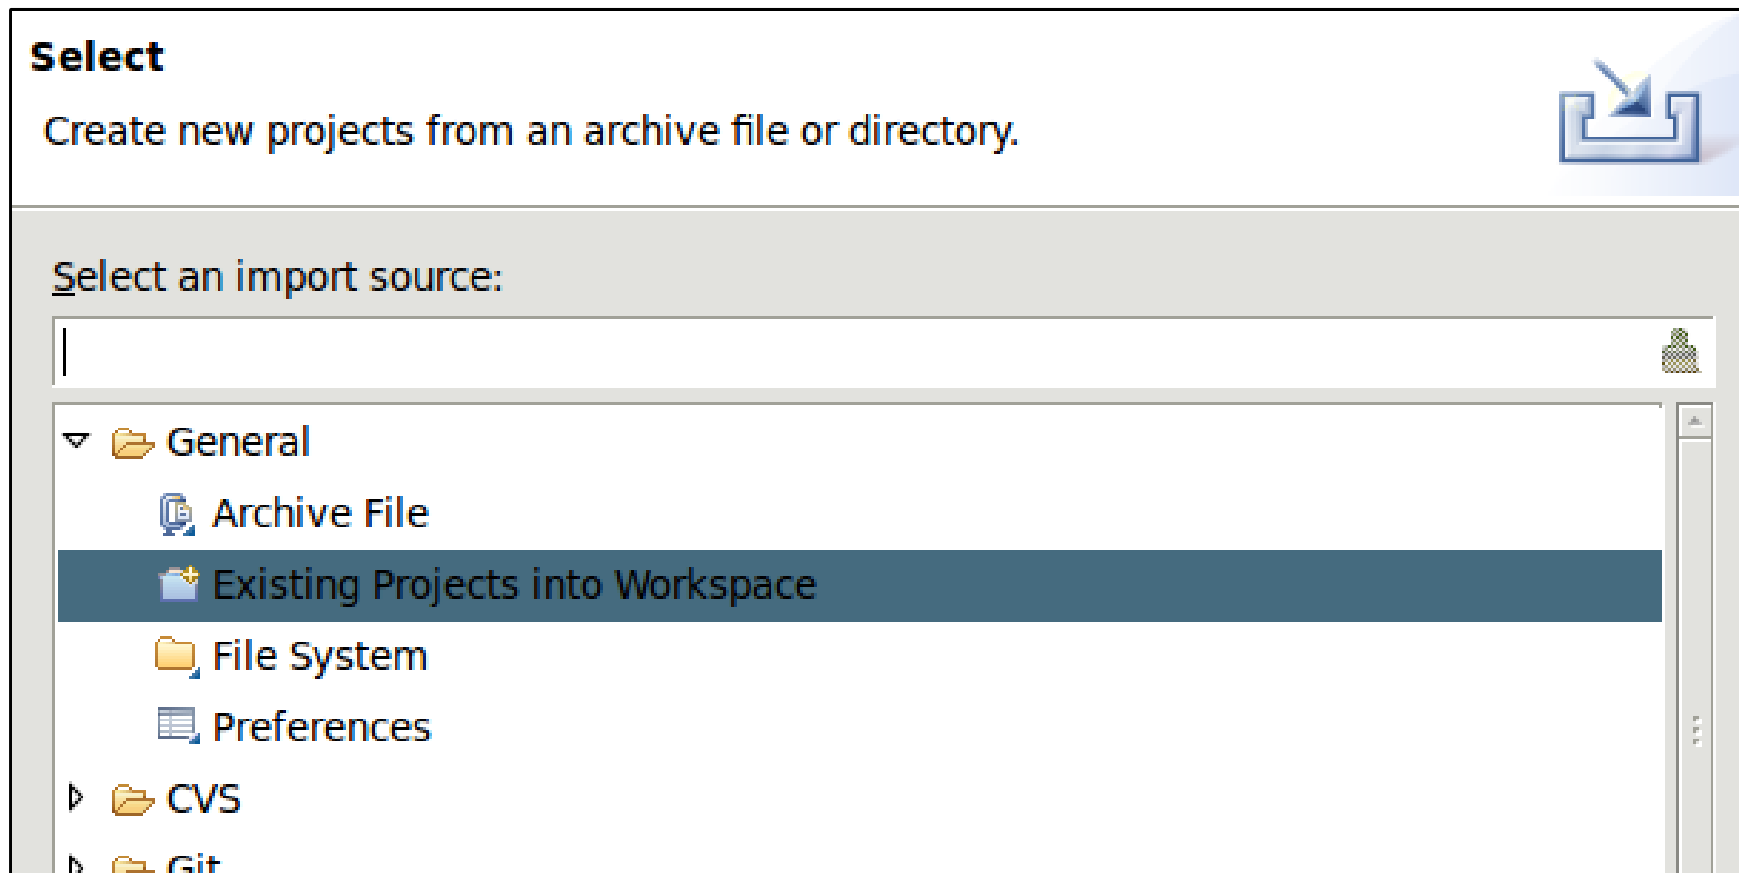 Select
Create new projects from an archive file or directory.
Select an import source:
General
Archive File
Existing Projects into Workspace
File System
Preferences
CVS
Git